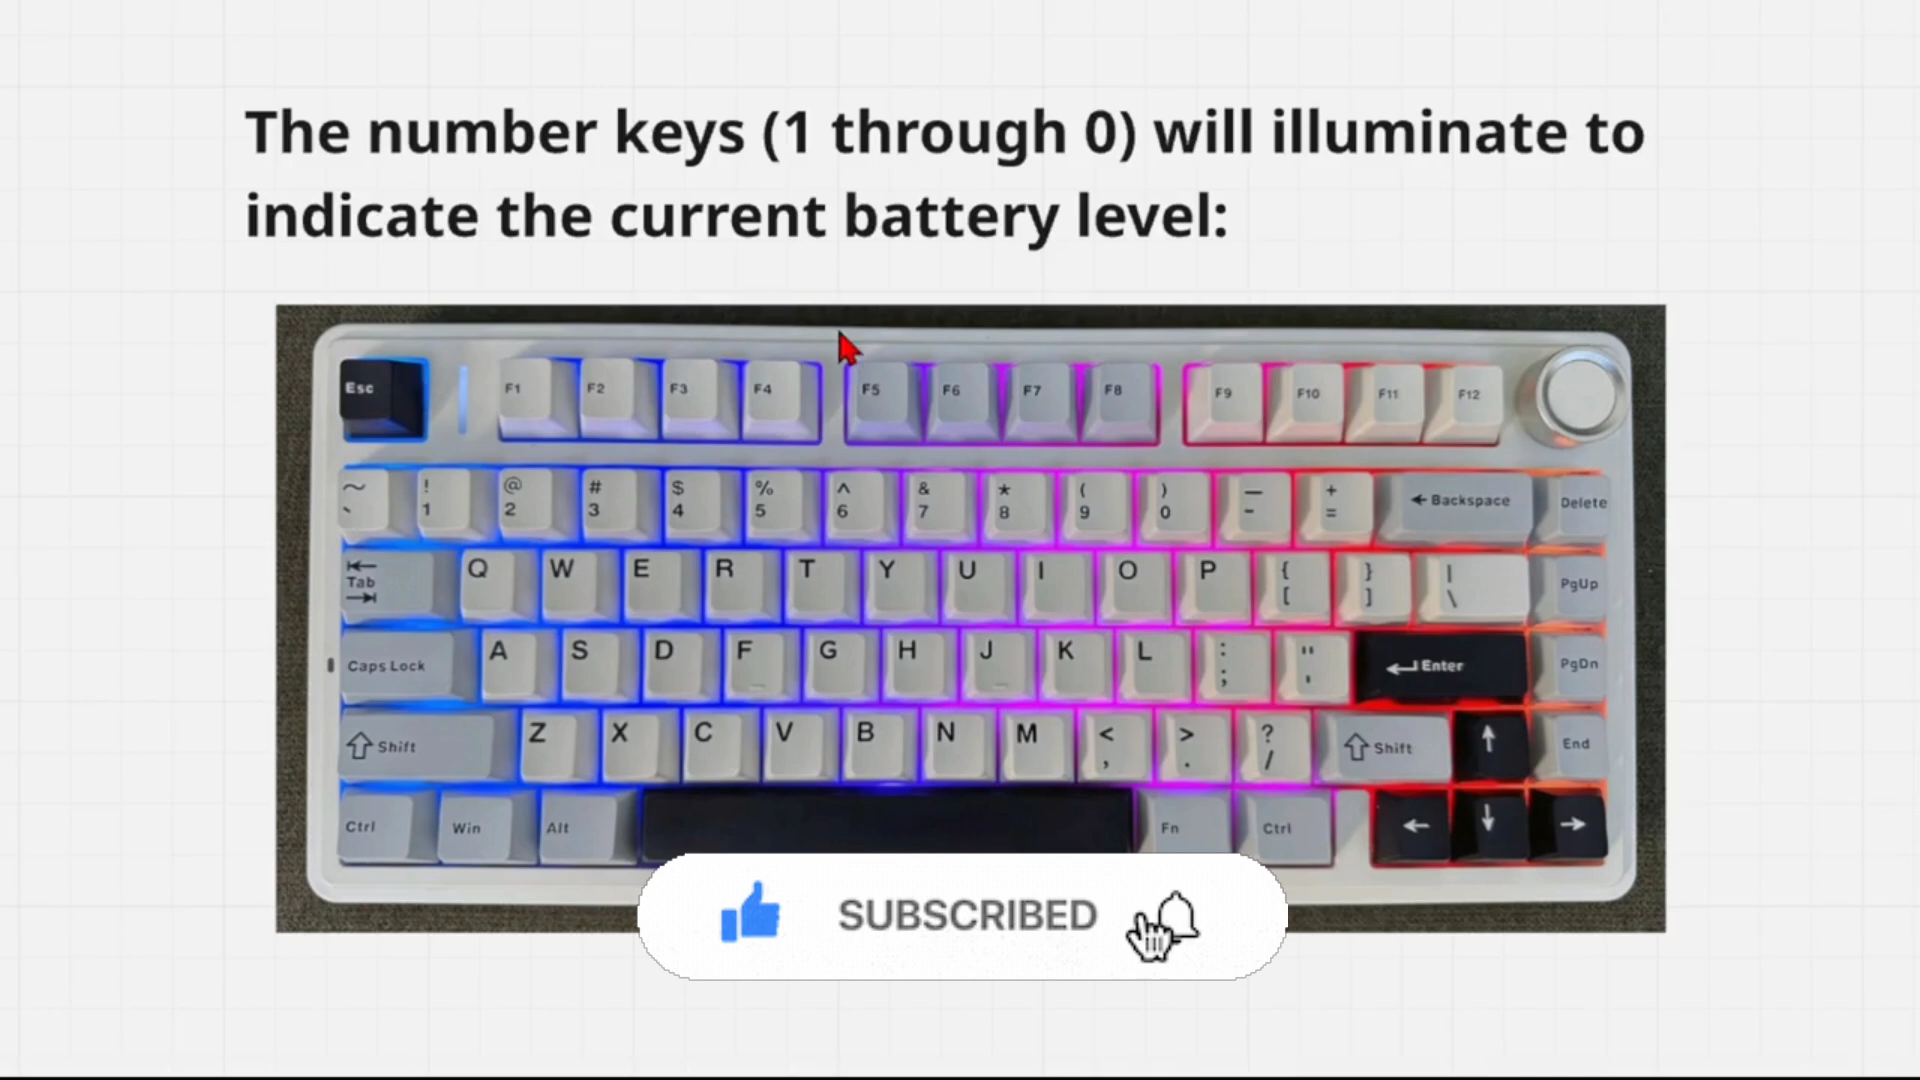 The number keys (1 through 0) will illuminate to
indicate the current battery level:
Esc F1 F2 F3 F4 F5 F6 F7 F8 F9 F10 F11 F12
~ ! @ # $ % ^ & * ( ) — + ← Backspace Delete
` 1 2 3 4 5 6 7 8 9 0 - =
Tab Q W E R T Y U I O P { } | PgUp
[ ] \
Caps Lock A S D F G H J K L : " Enter PgDn
; '
Shift Z X C V B N M < > ? Shift ↑ End
, . /
Ctrl Win Alt Fn Ctrl ← ↓ →
SUBSCRIBED